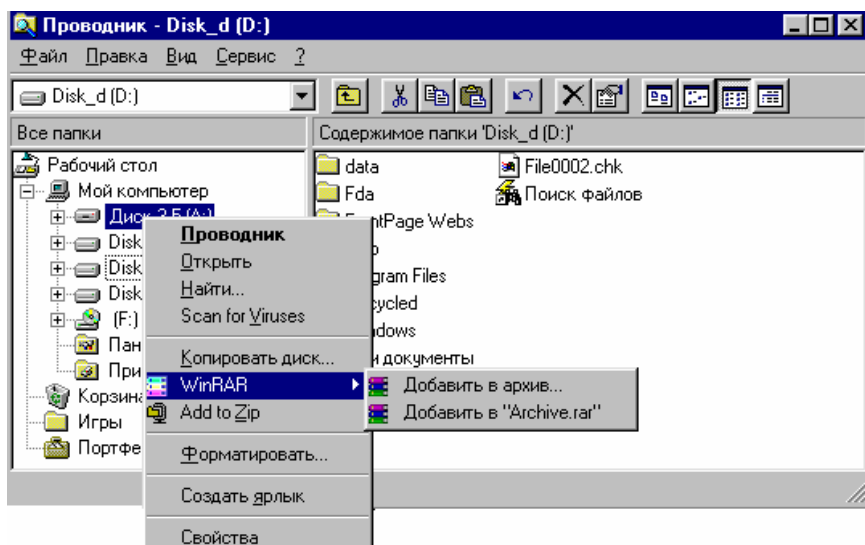 Проводник - Disk_d (D:)
Файл Правка Вид Сервис ?
Disk_d (D:)
Все папки
Содержимое папки 'Disk_d (D:)'
Рабочий стол
Мой компьютер
Диск 3,5 (A:)
Disk
Disk
Disk
(F:)
Пан
При
Корзина
Игры
Портфе
data
Fda
FrontPage Webs
gram Files
ycled
dows
и документы
File0002.chk
Поиск файлов
Проводник
Открыть
Найти...
Scan for Viruses
Копировать диск...
WinRAR
Add to Zip
Форматировать...
Создать ярлык
Свойства
Добавить в архив...
Добавить в "Archive.rar"